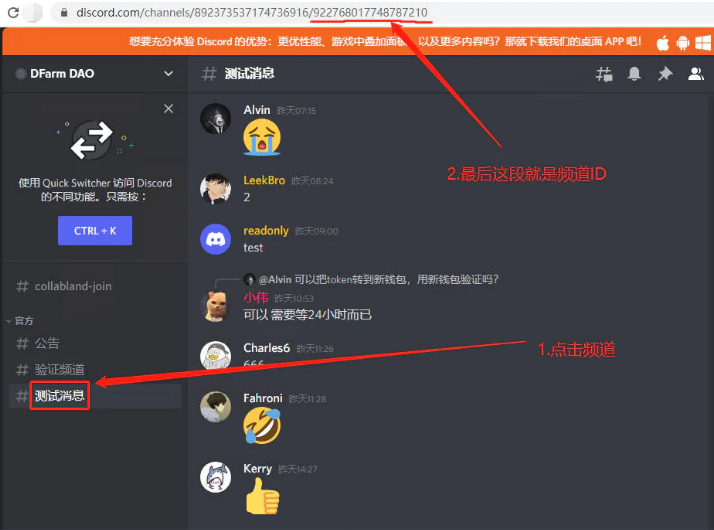 discord.com/channels/892373537174736916/922768017748787210
想要充分体验 Discord 的优势：更优性能、游戏中叠加面板、以及更多内容吗？那就下载我们的桌面 APP 吧！
DFarm DAO
测试消息
使用 Quick Switcher 访问 Discord
的不同功能。只需按：
CTRL + K
collabland-join
官方
公告
验证频道
测试消息
Alvin 昨天07:15
LeekBro 昨天08:24
2
readonly 昨天09:00
test
@Alvin 可以把token转到新钱包，用新钱包验证吗？
小伟 昨天10:53
可以 需要等24小时而已
Charles6 昨天11:26
666
Fahroni 昨天11:28
Kerry 昨天14:27
2.最后这段就是频道ID
1.点击频道